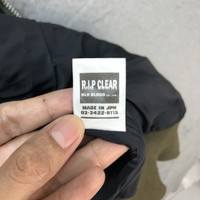 R.I.P CLEAR
MADE IN JPN
03-3422-8113